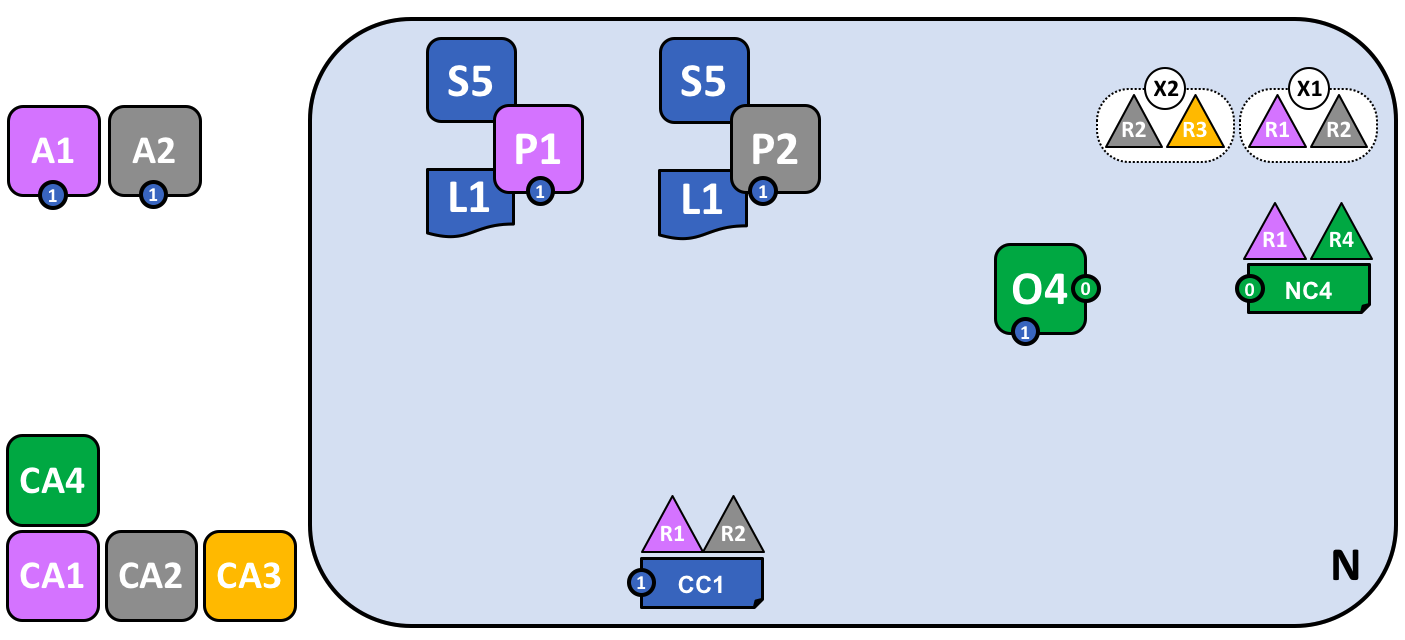 S5 S5
X2 X1
R2 R3 R1 R2
A1 A2 P1 P2
1 1 1 1
L1 L1
R1 R4
O4 0 0 NC4
1
CA4
R1 R2
CA1 CA2 CA3 1 CC1 N